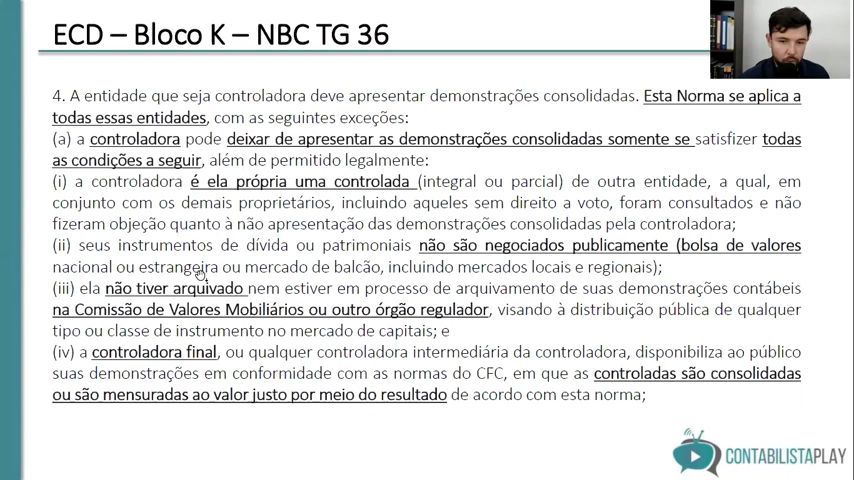 ECD – Bloco K – NBC TG 36
4. A entidade que seja controladora deve apresentar demonstrações consolidadas. Esta Norma se aplica a
todas essas entidades, com as seguintes exceções:
(a) a controladora pode deixar de apresentar as demonstrações consolidadas somente se satisfizer todas
as condições a seguir, além de permitido legalmente:
(i) a controladora é ela própria uma controlada (integral ou parcial) de outra entidade, a qual, em
conjunto com os demais proprietários, incluindo aqueles sem direito a voto, foram consultados e não
fizeram objeção quanto à não apresentação das demonstrações consolidadas pela controladora;
(ii) seus instrumentos de dívida ou patrimoniais não são negociados publicamente (bolsa de valores
nacional ou estrangeira ou mercado de balcão, incluindo mercados locais e regionais);
(iii) ela não tiver arquivado nem estiver em processo de arquivamento de suas demonstrações contábeis
na Comissão de Valores Mobiliários ou outro órgão regulador, visando à distribuição pública de qualquer
tipo ou classe de instrumento no mercado de capitais; e
(iv) a controladora final, ou qualquer controladora intermediária da controladora, disponibiliza ao público
suas demonstrações em conformidade com as normas do CFC, em que as controladas são consolidadas
ou são mensuradas ao valor justo por meio do resultado de acordo com esta norma;
CONTABILISTAPLAY